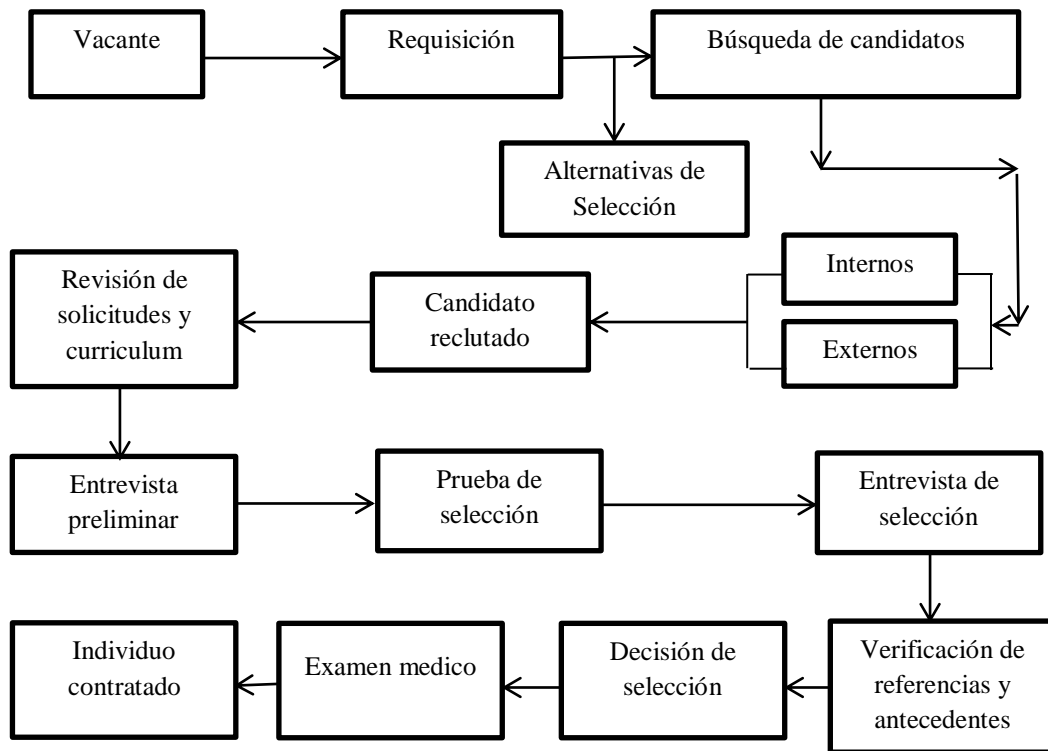 Vacante
Requisición
Búsqueda de candidatos
Alternativas de
Selección
Internos
Externos
Candidato
reclutado
Revisión de
solicitudes y
curriculum
Entrevista
preliminar
Prueba de
selección
Entrevista de
selección
Verificación de
referencias y
antecedentes
Decisión de
selección
Examen medico
Individuo
contratado